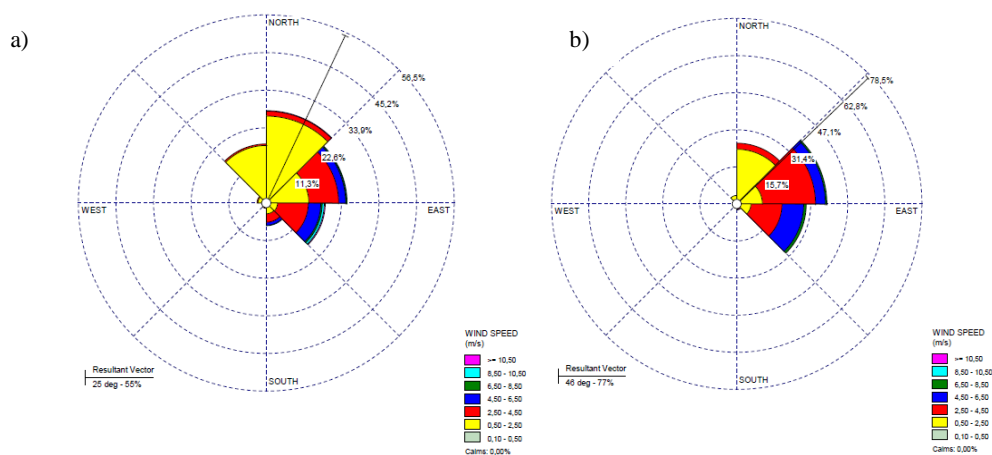 a)
NORTH
56,5%
45,2%
33,9%
22,6%
11,3%
WEST
EAST
SOUTH
Resultant Vector
25 deg - 55%
WIND SPEED
(m/s)
>= 10,50
8,50 - 10,50
6,50 - 8,50
4,50 - 6,50
2,50 - 4,50
0,50 - 2,50
0,10 - 0,50
Calms: 0,00%
b)
NORTH
78,5%
62,8%
47,1%
31,4%
15,7%
WEST
EAST
SOUTH
Resultant Vector
46 deg - 77%
WIND SPEED
(m/s)
>= 10,50
8,50 - 10,50
6,50 - 8,50
4,50 - 6,50
2,50 - 4,50
0,50 - 2,50
0,10 - 0,50
Calms: 0,00%